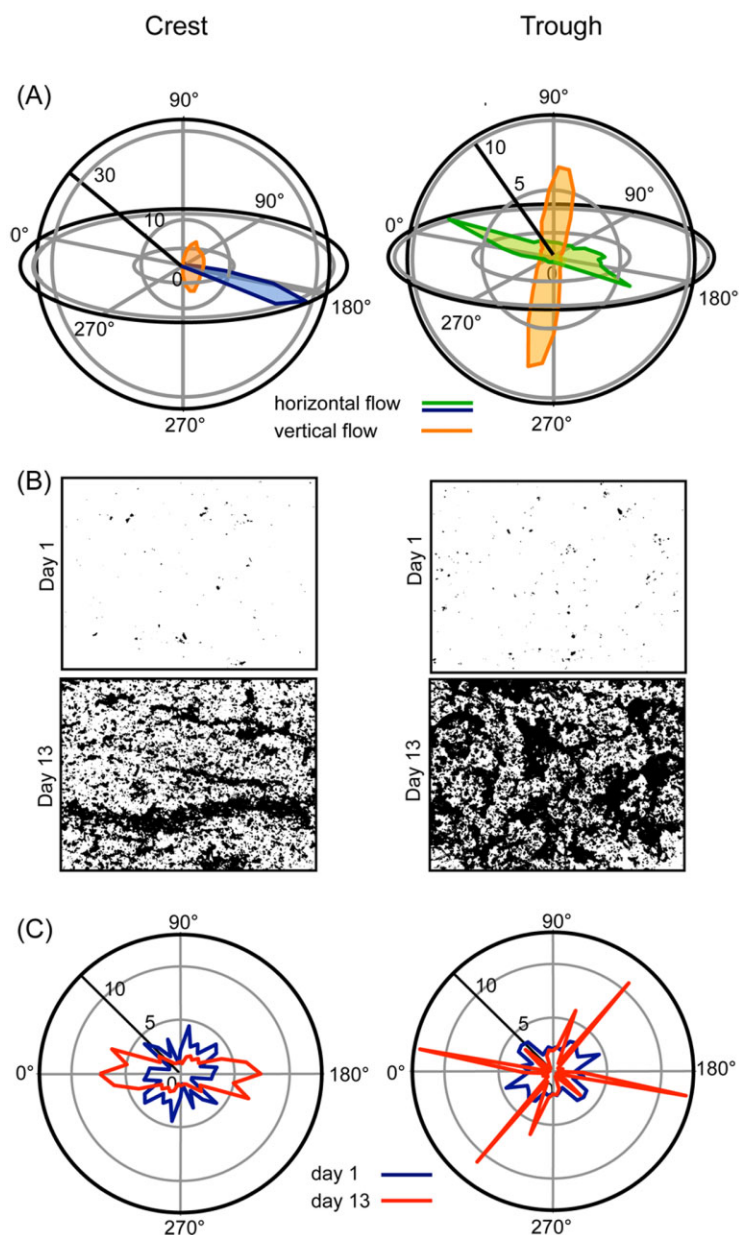 Crest Trough
(A)
90° 90°
30 10
10 90° 5 90°
0° 0°
0 0
270° 180° 270° 180°
270° 270°
horizontal flow
vertical flow
(B)
Day 1 Day 1
Day 13 Day 13
(C)
90° 90°
10 10
5 5
0° 0 180° 0° 0 180°
day 1
day 13
270° 270°